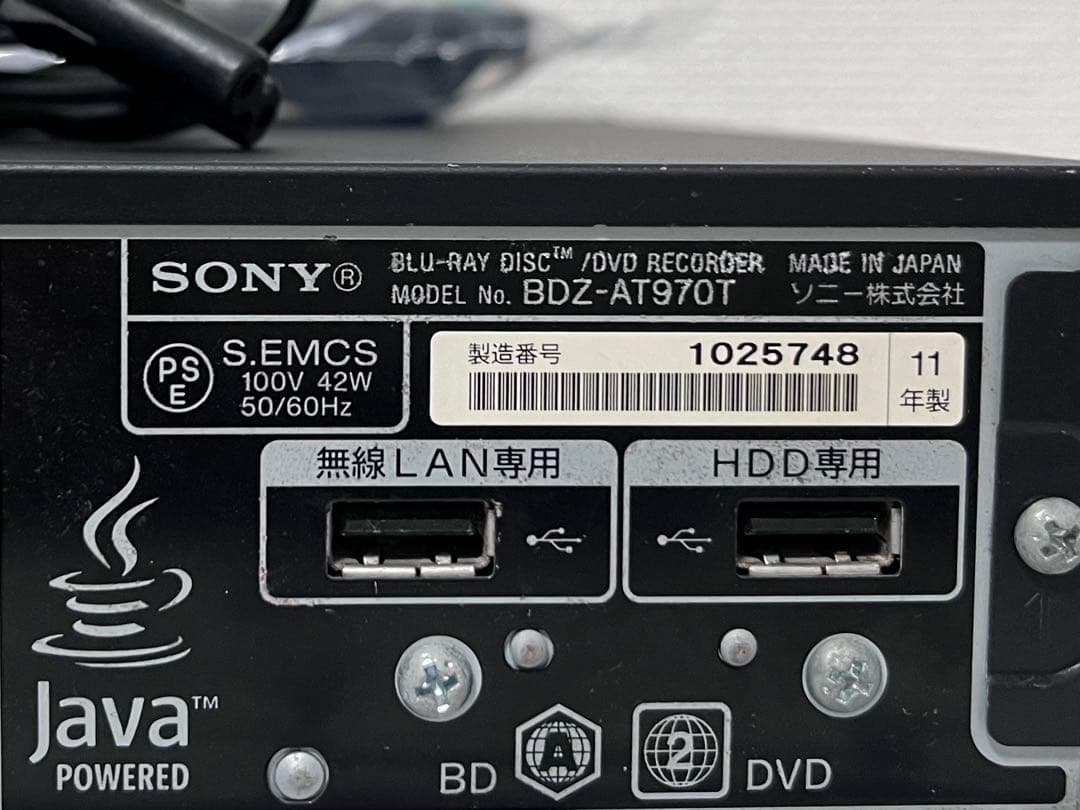 SONY®
BLU-RAY DISC™/DVD RECORDER
MODEL No. BDZ-AT970T
MADE IN JAPAN
ソニー株式会社
PSE
S.EMCS
100V 42W
50/60Hz
製造番号 1025748
11
年製
無線LAN専用
HDD専用
Java™
POWERED
BD A
2 DVD